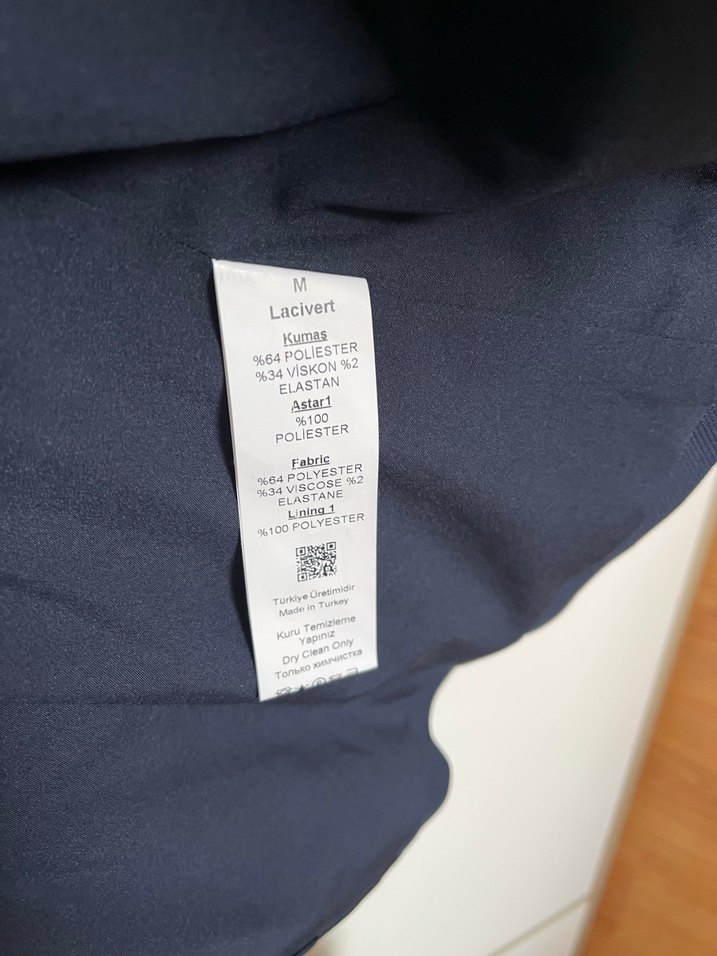 M
Lacivert
Kumaş
%64 POLİESTER
%34 VİSKON %2
ELASTAN
Astar1
%100
POLİESTER
Fabric
%64 POLYESTER
%34 VISCOSE %2
ELASTANE
Lining 1
%100 POLYESTER
Türkiye Üretimidir
Made in Turkey
Kuru Temizleme
Yapınız
Dry Clean Only
Только химчистка